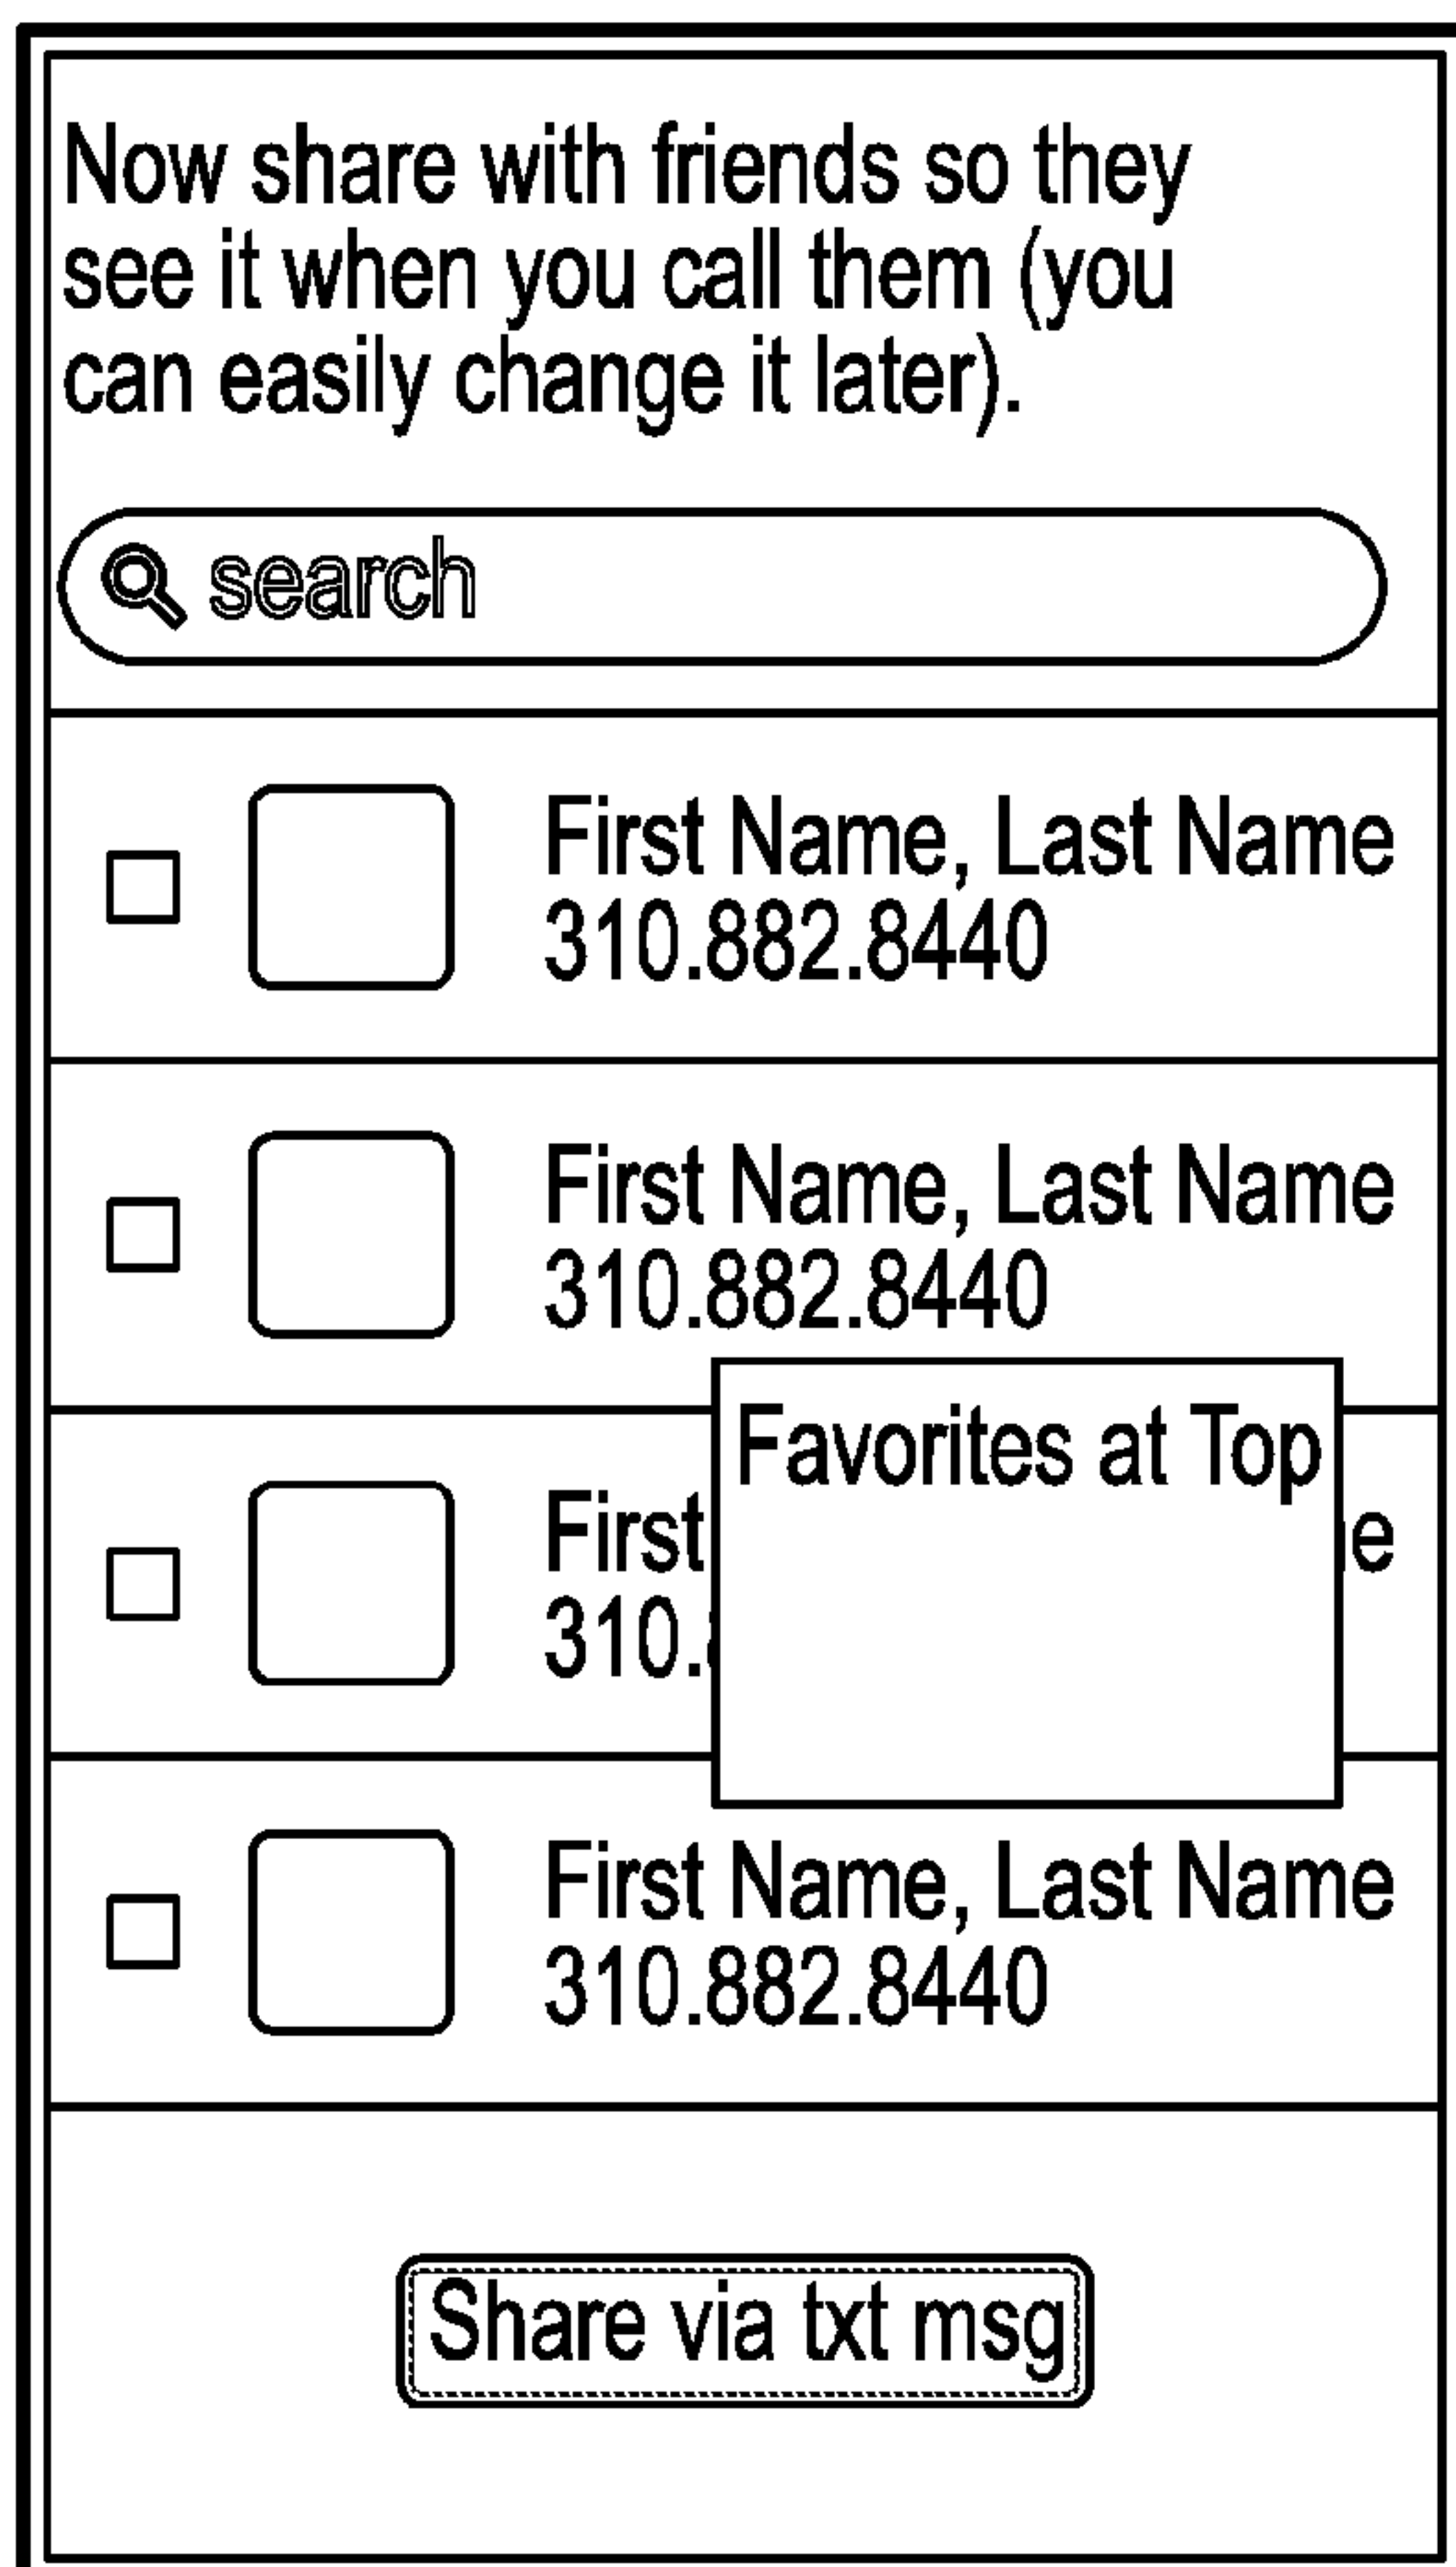 Now share with friends so they
see it when you call them (you
can easily change it later).
search
First Name, Last Name
310.882.8440
First Name, Last Name
310.882.8440
Favorites at Top
First
310.
First Name, Last Name
310.882.8440
Share via txt msg